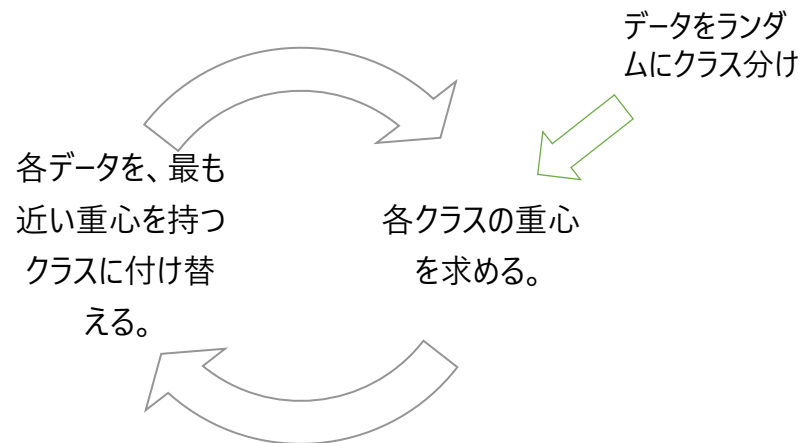 データをランダ
ムにクラス分け
各データを、最も
近い重心を持つ
クラスに付け替
える。
各クラスの重心
を求める。